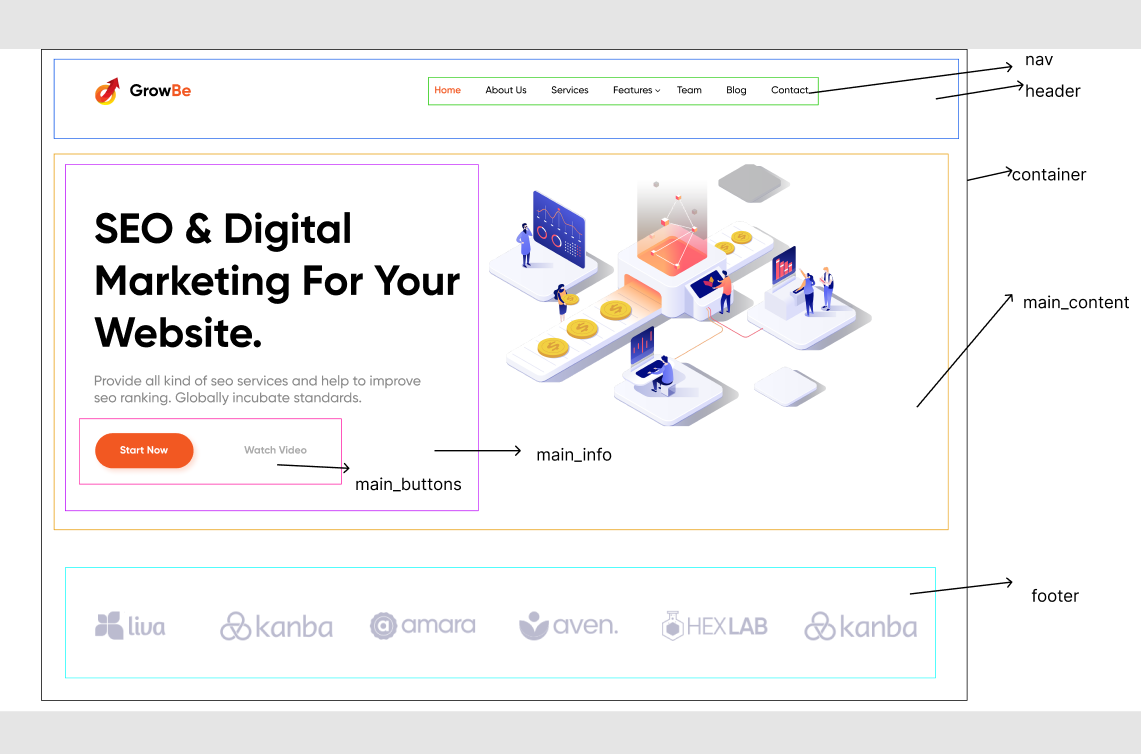 nav
GrowBe
Home About Us Services Features Team Blog Contact
header
container
SEO & Digital
Marketing For Your
Website.
main_content
Provide all kind of seo services and help to improve
seo ranking. Globally incubate standards.
Start Now Watch Video
main_info
main_buttons
footer
liva kanba amara aven. HEXLAB kanba